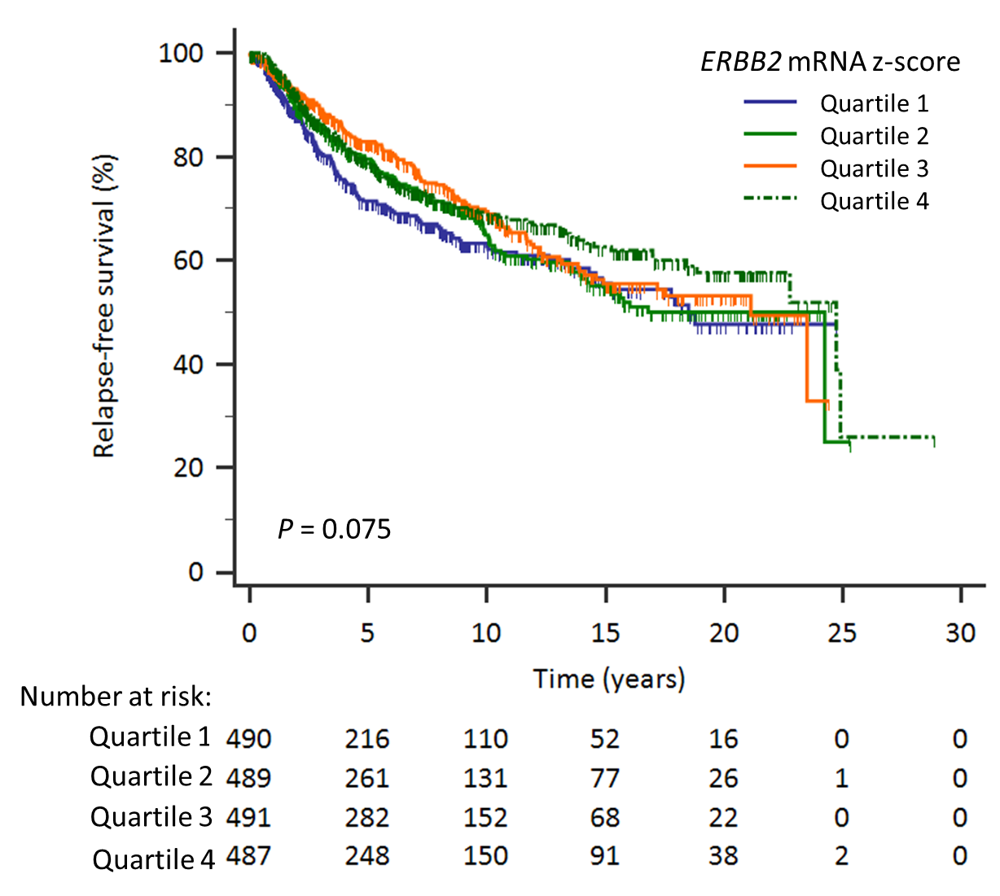 ERBB2 mRNA z-score
Quartile 1
Quartile 2
Quartile 3
Quartile 4
Relapse-free survival (%)
100
80
60
40
20
0
P = 0.075
0 5 10 15 20 25 30
Time (years)
Number at risk:
Quartile 1 490 216 110 52 16 0 0
Quartile 2 489 261 131 77 26 1 0
Quartile 3 491 282 152 68 22 0 0
Quartile 4 487 248 150 91 38 2 0